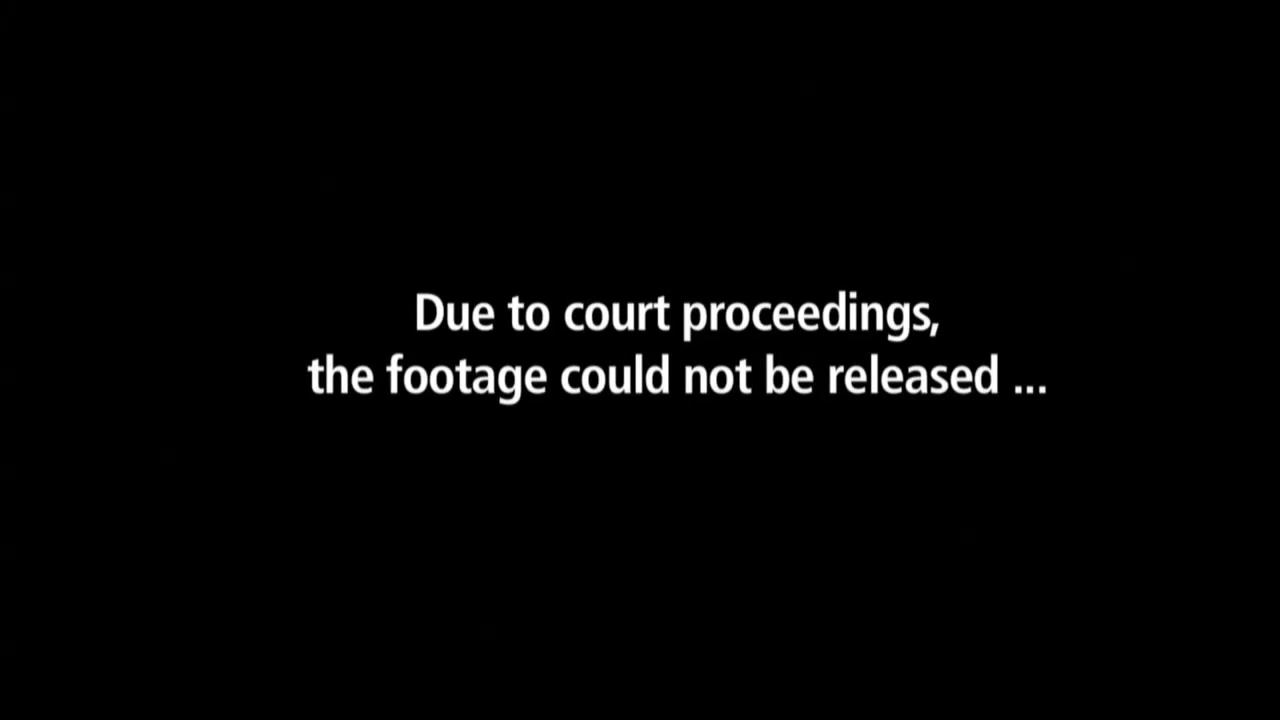 Due to court proceedings,
the footage could not be released ...